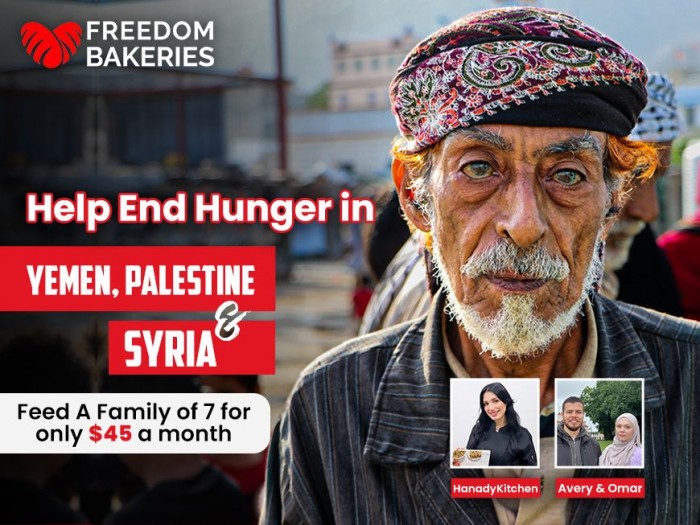 FREEDOM
BAKERIES
Help End Hunger in
YEMEN, PALESTINE
&
SYRIA
Feed A Family of 7 for
only $45 a month
HanadyKitchen
Avery & Omar